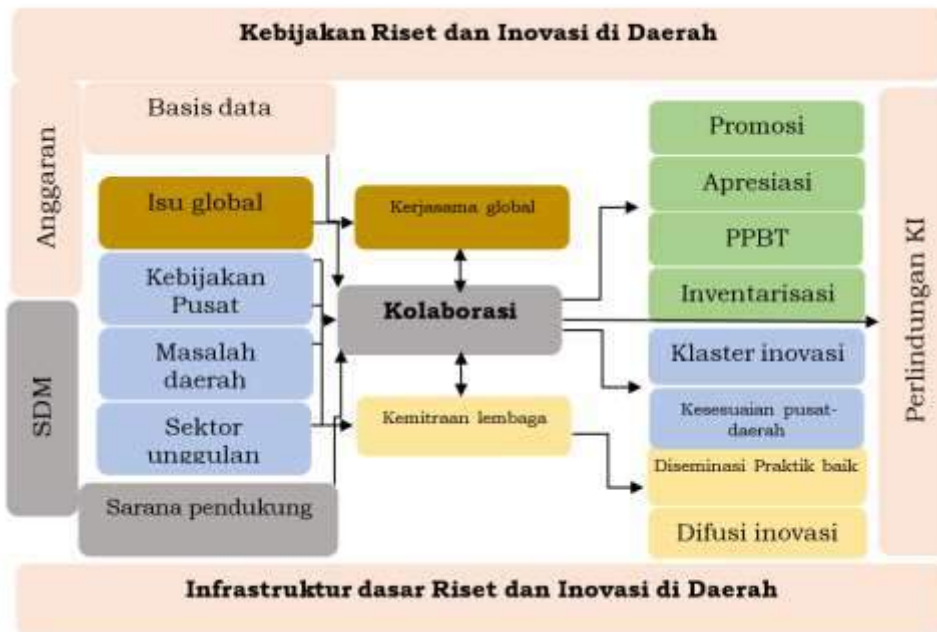 Kebijakan Riset dan Inovasi di Daerah
Anggaran
SDM
Basis data
Isu global
Kebijakan
Pusat
Masalah
daerah
Sektor
unggulan
Sarana pendukung
Kerjasama global
Kolaborasi
Kemitraan lembaga
Promosi
Apresiasi
PPBT
Inventarisasi
Klaster inovasi
Kesesuaian pusat-
daerah
Diseminasi Praktik baik
Difusi inovasi
Perlindungan KI
Infrastruktur dasar Riset dan Inovasi di Daerah